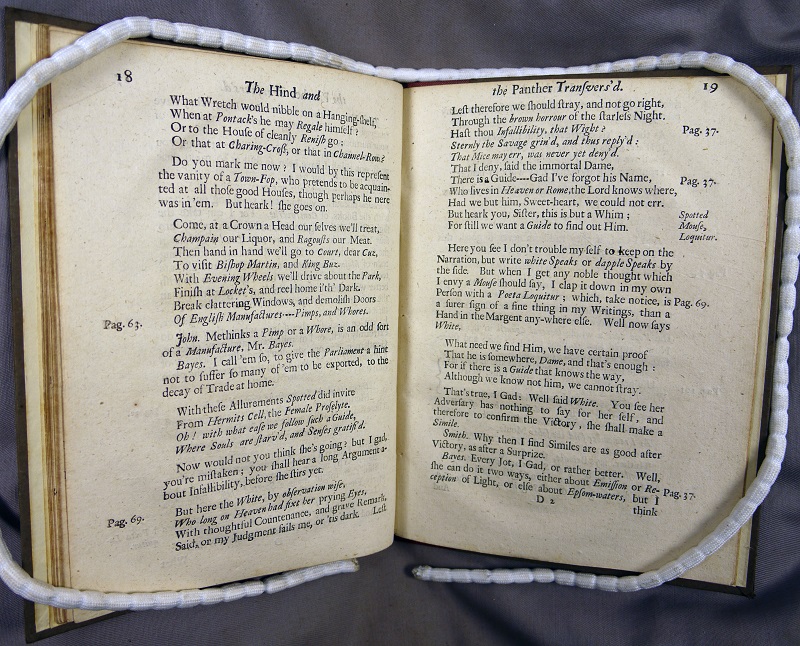 18
The Hind and
What Wretch would nibble on a Hanging-ſhelf,
When at Pontack's he may Regale himſelf?
Or to the Houſe of cleanly Reniſh go;
Or that at Charing-Croſs, or that in Channel-Row?
Do you mark me now? I would by this repreſent
the vanity of a Town-Fop, who pretends to be acquain-
ted at all thoſe good Houſes, though perhaps he nere
was in 'em. But heark! ſhe goes on.
Come, at a Crown a Head our ſelves we'll treat,
Champain our Liquor, and Ragouſts our Meat.
Then hand in hand we'll go to Court, dear Cuz,
To viſit Biſhop Martin, and King Buz.
With Evening Wheels we'll drive about the Park,
Finiſh at Locket's, and reel home i'th' Dark.
Break clattering Windows, and demoliſh Doors
Of Engliſh Manufactures---Pimps, and Whores.
Pag. 63.
John. Methinks a Pimp or a Whore, is an odd ſort
of a Manufacture, Mr. Bayes.
Bayes. I call 'em ſo, to give the Parliament a hint
not to ſuffer ſo many of 'em to be exported, to the
decay of Trade at home.
With theſe Allurements Spotted did invite
From Hermits Cell, the Female Proſelyte.
Oh! with what eaſe we follow ſuch a Guide,
Where Souls are ſtarv'd, and Senſes gratif'd.
Now would not you think ſhe's going? but I gad,
you're miſtaken; you ſhall hear a long Argument a-
bout Infallibility, before ſhe ſtirs yet.
But here the White, by obſervation wiſe,
Who long on Heaven had fixt her prying Eyes,
Pag. 69.
With thoughtful Countenance, and grave Remark,
Said, or my Judgment fails me, or 'tis dark.
Leſt
the Panther Tranſvers'd.
19
Leſt therefore we ſhould ſtray, and not go right,
Through the brown horrour of the ſtarleſs Night.
Haſt thou Infallibility, that Wight?
Pag. 37.
Sternly the Savage grin'd, and thus reply'd:
That Mice may err, was never yet deny'd.
That I deny, ſaid the immortal Dame,
There is a Guide----Gad I've forgot his Name,
Pag. 37.
Who lives in Heaven or Rome, the Lord knows where,
Had we but him, Sweet-heart, we could not err.
But heark you, Siſter, this is but a Whim;
For ſtill we want a Guide to find out Him.
Spotted
Mouſe,
Loquitur.
Here you ſee I don't trouble my ſelf to keep on the
Narration, but write white Speaks or dapple Speaks by
the ſide. But when I get any noble thought which
I envy a Mouſe ſhould ſay, I clap it down in my own
Perſon with a Poeta Loquitur; which, take notice, is
Pag. 69.
a ſurer ſign of a fine thing in my Writings, than a
Hand in the Margent any-where elſe. Well now ſays
White,
What need we find Him, we have certain proof
That he is ſomewhere, Dame, and that's enough:
For if there is a Guide that knows the way,
Although we know not him, we cannot ſtray.
That's true, I Gad: Well ſaid White. You ſee her
Adverſary has nothing to ſay for her ſelf, and
therefore to confirm the Victory, ſhe ſhall make a
Simile.
Smith. Why then I find Similes are as good after
Victory, as after a Surprize.
Bayes. Every Jot, I Gad, or rather better. Well,
ſhe can do it two ways, either about Emiſſion or Re-
Pag. 37.
ception of Light, or elſe about Epſom-waters, but I
D 2
think